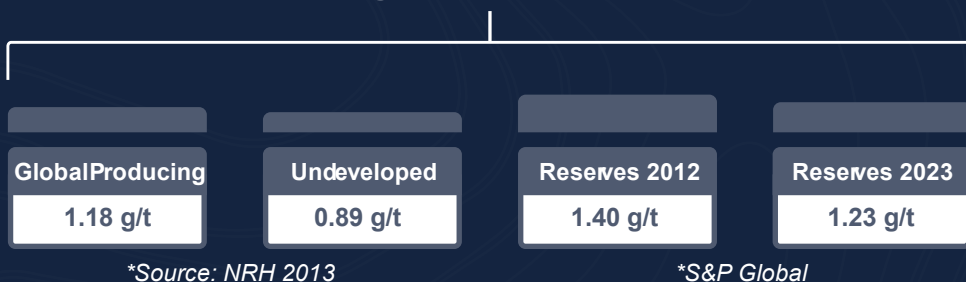 GlobalProducing
1.18 g/t
Undeveloped
0.89 g/t
Reserves 2012
1.40 g/t
Reserves 2023
1.23 g/t
*Source: NRH 2013
*S&P Global